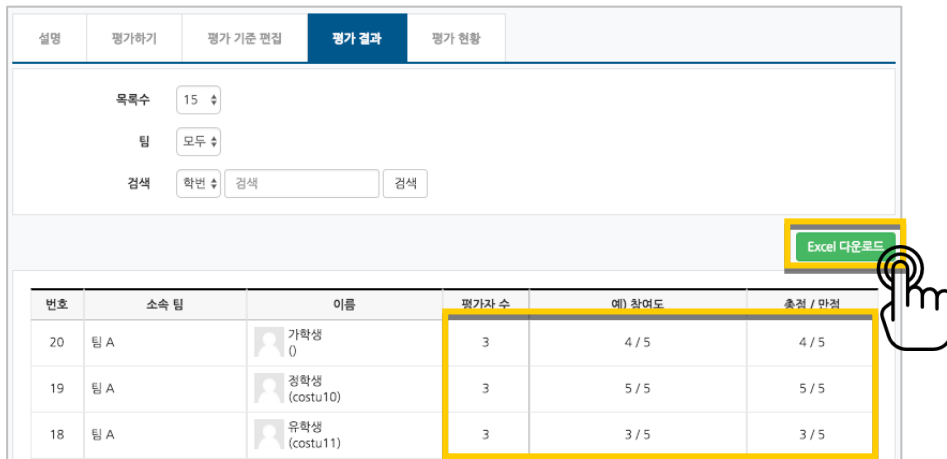 설명 평가하기 평가 기준 편집 평가 결과 평가 현황
목록수 15
팀 모두
검색 학번 검색 검색
Excel 다운로드
번호 소속 팀 이름 평가자 수 예) 참여도 총점 / 만점
20 팀 A 가학생 3 4 / 5 4 / 5
()
19 팀 A 정학생 3 5 / 5 5 / 5
(costu10)
18 팀 A 유학생 3 3 / 5 3 / 5
(costu11)